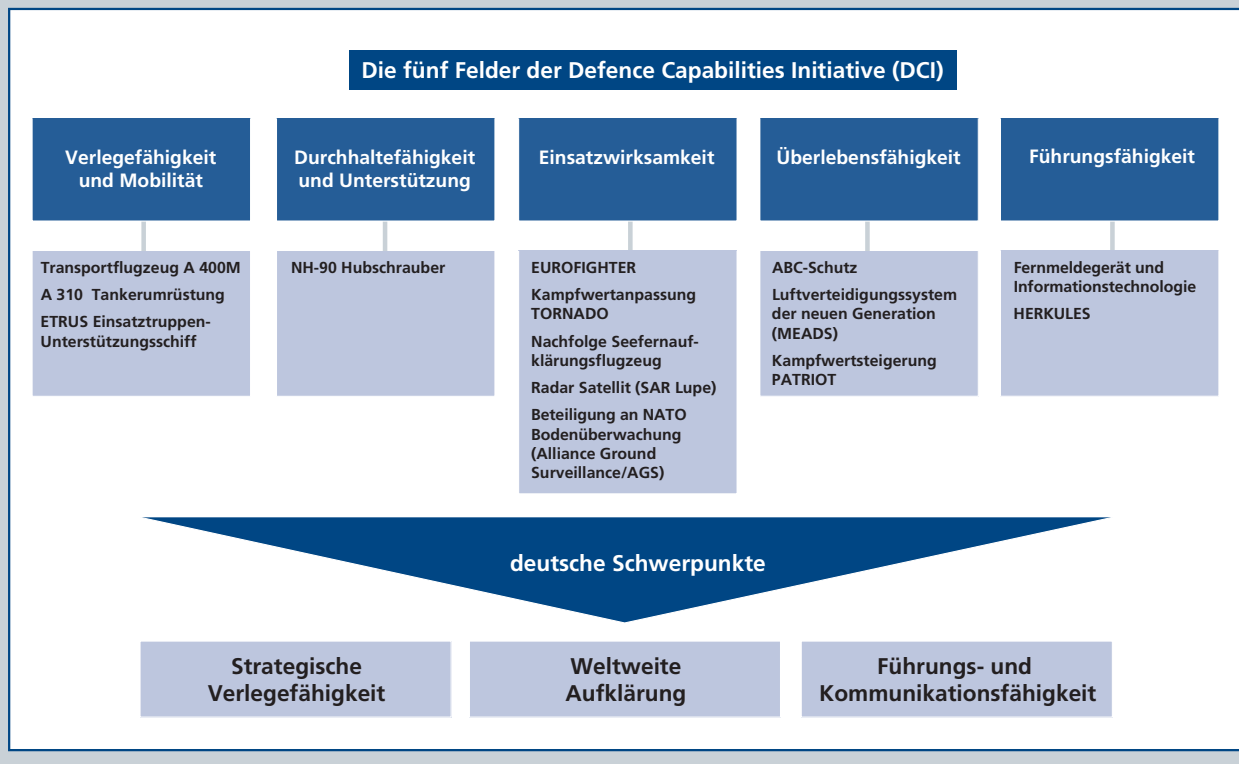 Die fünf Felder der Defence Capabilities Initiative (DCI)
Verlegefähigkeit
und Mobilität
Durchhaltefähigkeit
und Unterstützung
Einsatzwirksamkeit
Überlebensfähigkeit
Führungsfähigkeit
Transportflugzeug A 400M
A 310 Tankerumrüstung
ETRUS Einsatztruppen-
Unterstützungsschiff
NH-90 Hubschrauber
EUROFIGHTER
Kampfwertanpassung
TORNADO
Nachfolge Seefernauf-
klärungsflugzeug
Radar Satellit (SAR Lupe)
Beteiligung an NATO
Bodenüberwachung
(Alliance Ground
Surveillance/AGS)
ABC-Schutz
Luftverteidigungssystem
der neuen Generation
(MEADS)
Kampfwertsteigerung
PATRIOT
Fernmeldegerät und
Informationstechnologie
HERKULES
deutsche Schwerpunkte
Strategische
Verlegefähigkeit
Weltweite
Aufklärung
Führungs- und
Kommunikationsfähigkeit